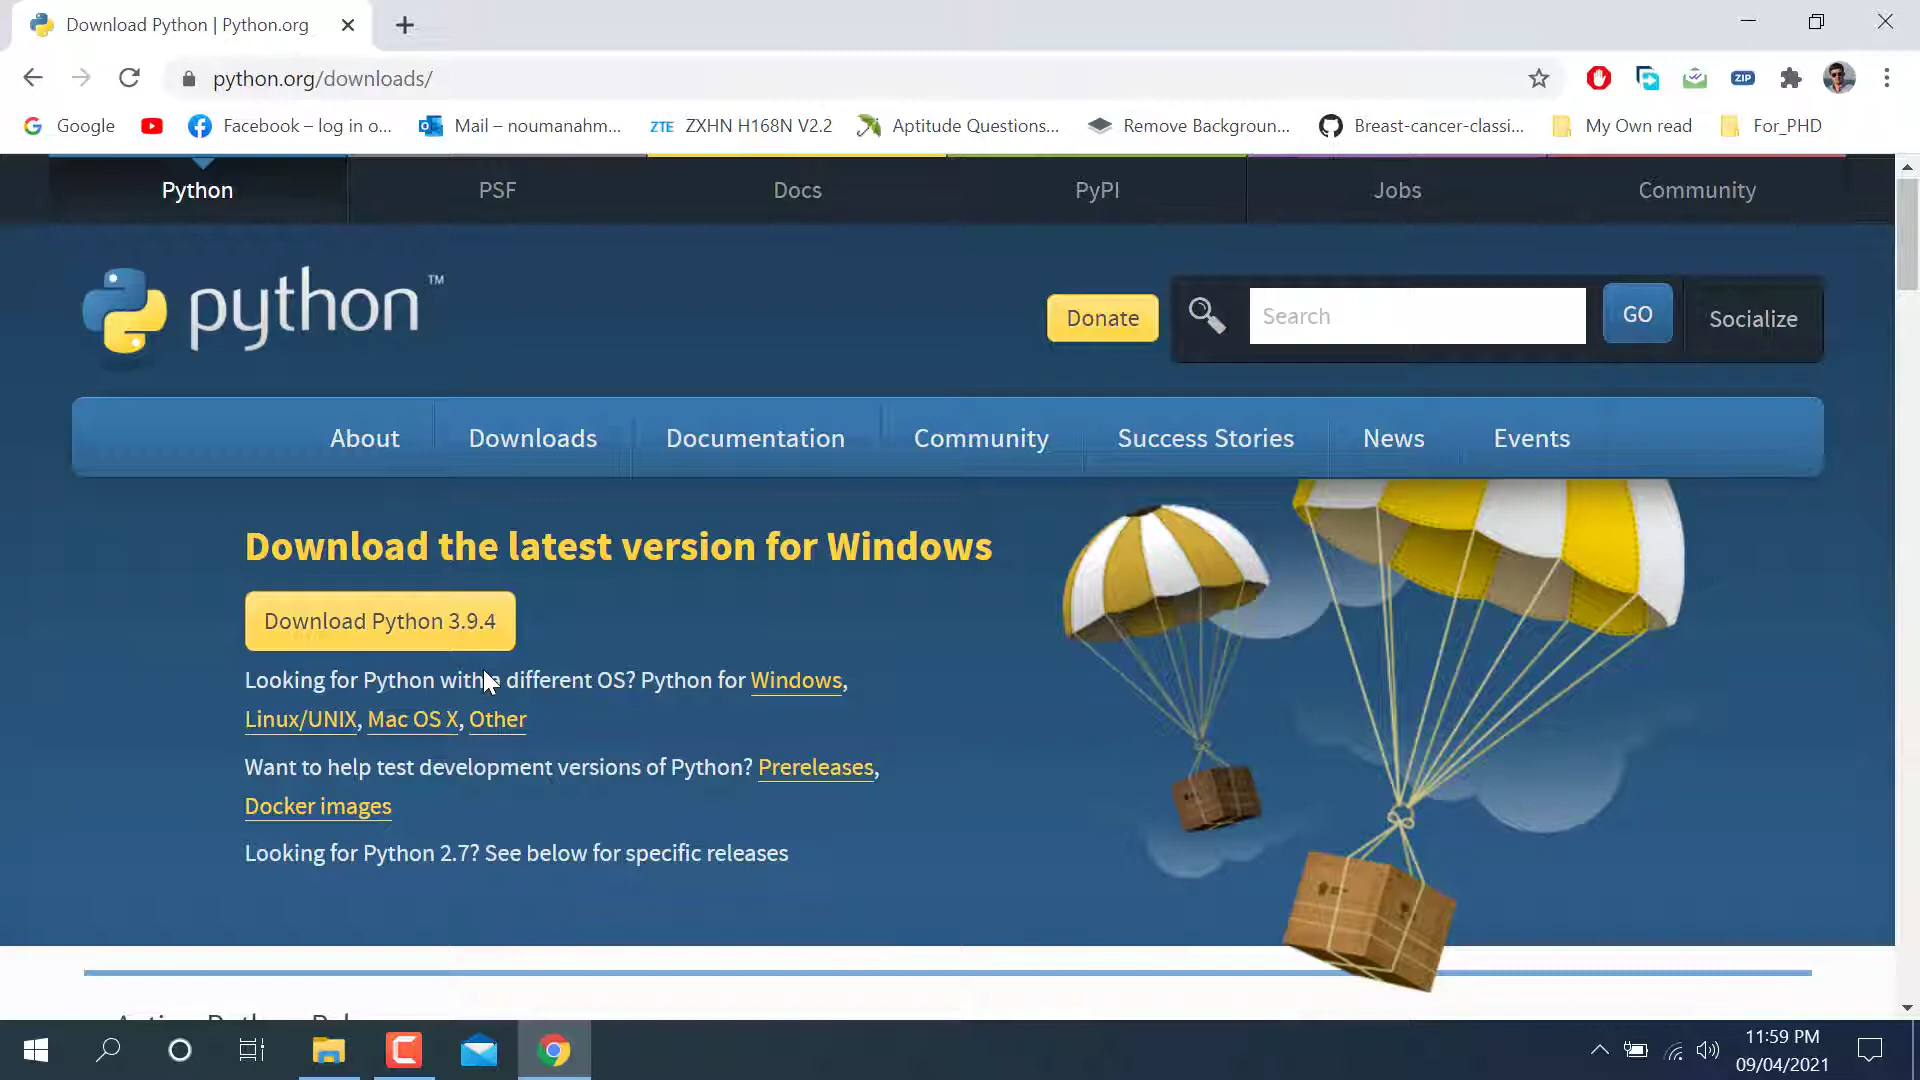 Download Python | Python.org
python.org/downloads/
Google
Facebook – log in o...
Mail – noumanahm...
ZTE ZXHN H168N V2.2
Aptitude Questions...
Remove Backgroun...
Breast-cancer-classi...
My Own read
For_PHD
ZIP
Python
PSF
Docs
PyPI
Jobs
Community
python™
Donate
Search
GO
Socialize
About
Downloads
Documentation
Community
Success Stories
News
Events
Download the latest version for Windows
Download Python 3.9.4
Looking for Python with a different OS? Python for Windows,
Linux/UNIX, Mac OS X, Other
Want to help test development versions of Python? Prereleases,
Docker images
Looking for Python 2.7? See below for specific releases
11:59 PM
09/04/2021